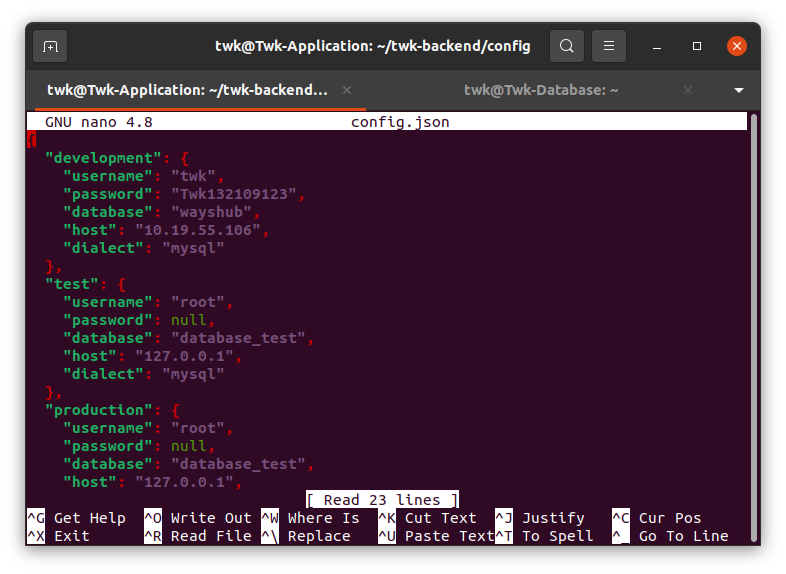 twk@Twk-Application: ~/twk-backend/config
twk@Twk-Application: ~/twk-backend... × twk@Twk-Database: ~ ×
GNU nano 4.8 config.json
{
"development": {
"username": "twk",
"password": "Twk132109123",
"database": "wayshub",
"host": "10.19.55.106",
"dialect": "mysql"
},
"test": {
"username": "root",
"password": null,
"database": "database_test",
"host": "127.0.0.1",
"dialect": "mysql"
},
"production": {
"username": "root",
"password": null,
"database": "database_test",
"host": "127.0.0.1",
[ Read 23 lines ]
^G Get Help ^O Write Out ^W Where Is ^K Cut Text ^J Justify ^C Cur Pos
^X Exit ^R Read File ^\ Replace ^U Paste Text ^T To Spell ^_ Go To Line